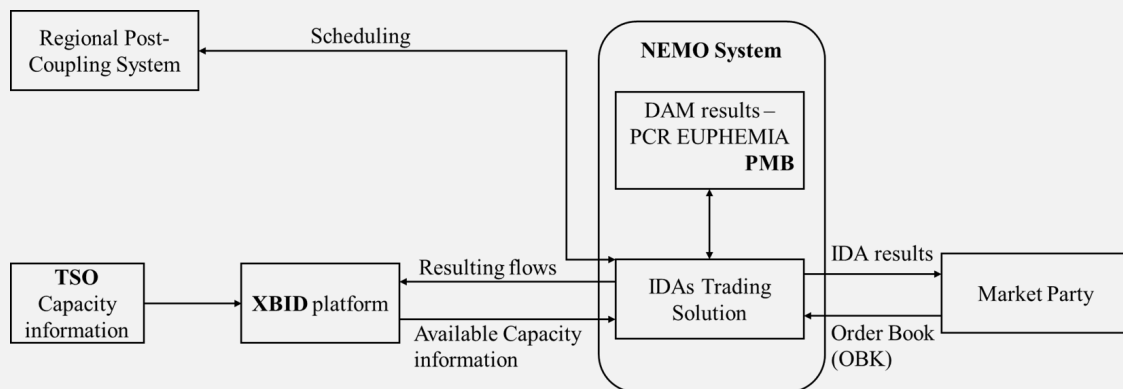 Regional Post-
Coupling System
Scheduling
NEMO System
DAM results –
PCR EUPHEMIA
PMB
TSO
Capacity
information
XBID platform
Resulting flows
Available Capacity
information
IDAs Trading
Solution
IDA results
Order Book
(OBK)
Market Party